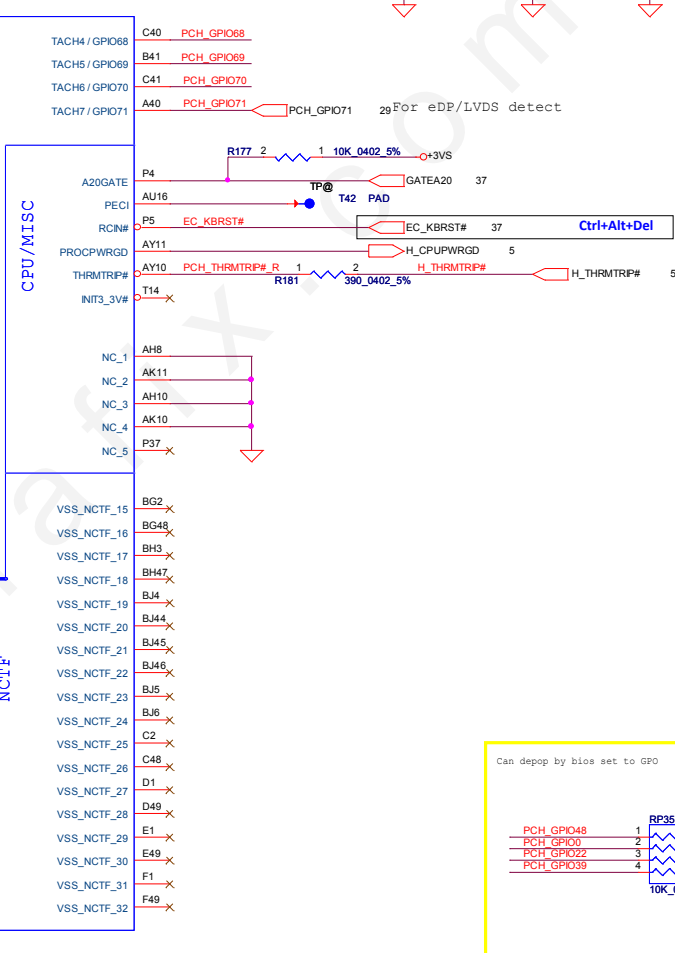 TACH4 / GPIO68 C40 PCH_GPIO68
TACH5 / GPIO69 B41 PCH_GPIO69
TACH6 / GPIO70 C41 PCH_GPIO70
TACH7 / GPIO71 A40 PCH_GPIO71 PCH_GPIO71 29 For eDP/LVDS detect
R177 2 1 10K_0402_5% +3VS
A20GATE P4 GATEA20 37
TP@
PECI AU16 T42 PAD
RCIN# P5 EC_KBRST# EC_KBRST# 37 Ctrl+Alt+Del
PROCPWRGD AY11 H_CPUPWRGD 5
THRMTRIP# AY10 PCH_THRMTRIP#_R 1 2 H_THRMTRIP# H_THRMTRIP# 5
R181 390_0402_5%
INIT3_3V# T14
CPU/MISC
NC_1 AH8
NC_2 AK11
NC_3 AH10
NC_4 AK10
NC_5 P37
VSS_NCTF_15 BG2
VSS_NCTF_16 BG48
VSS_NCTF_17 BH3
VSS_NCTF_18 BH47
VSS_NCTF_19 BJ4
VSS_NCTF_20 BJ44
VSS_NCTF_21 BJ45
VSS_NCTF_22 BJ46
VSS_NCTF_23 BJ5
VSS_NCTF_24 BJ6
VSS_NCTF_25 C2
VSS_NCTF_26 C48
VSS_NCTF_27 D1
VSS_NCTF_28 D49
VSS_NCTF_29 E1
VSS_NCTF_30 E49
VSS_NCTF_31 F1
VSS_NCTF_32 F49
NCTF
Can depop by bios set to GPO
RP35
PCH_GPIO48 1
PCH_GPIO0 2
PCH_GPIO22 3
PCH_GPIO39 4
afix.com